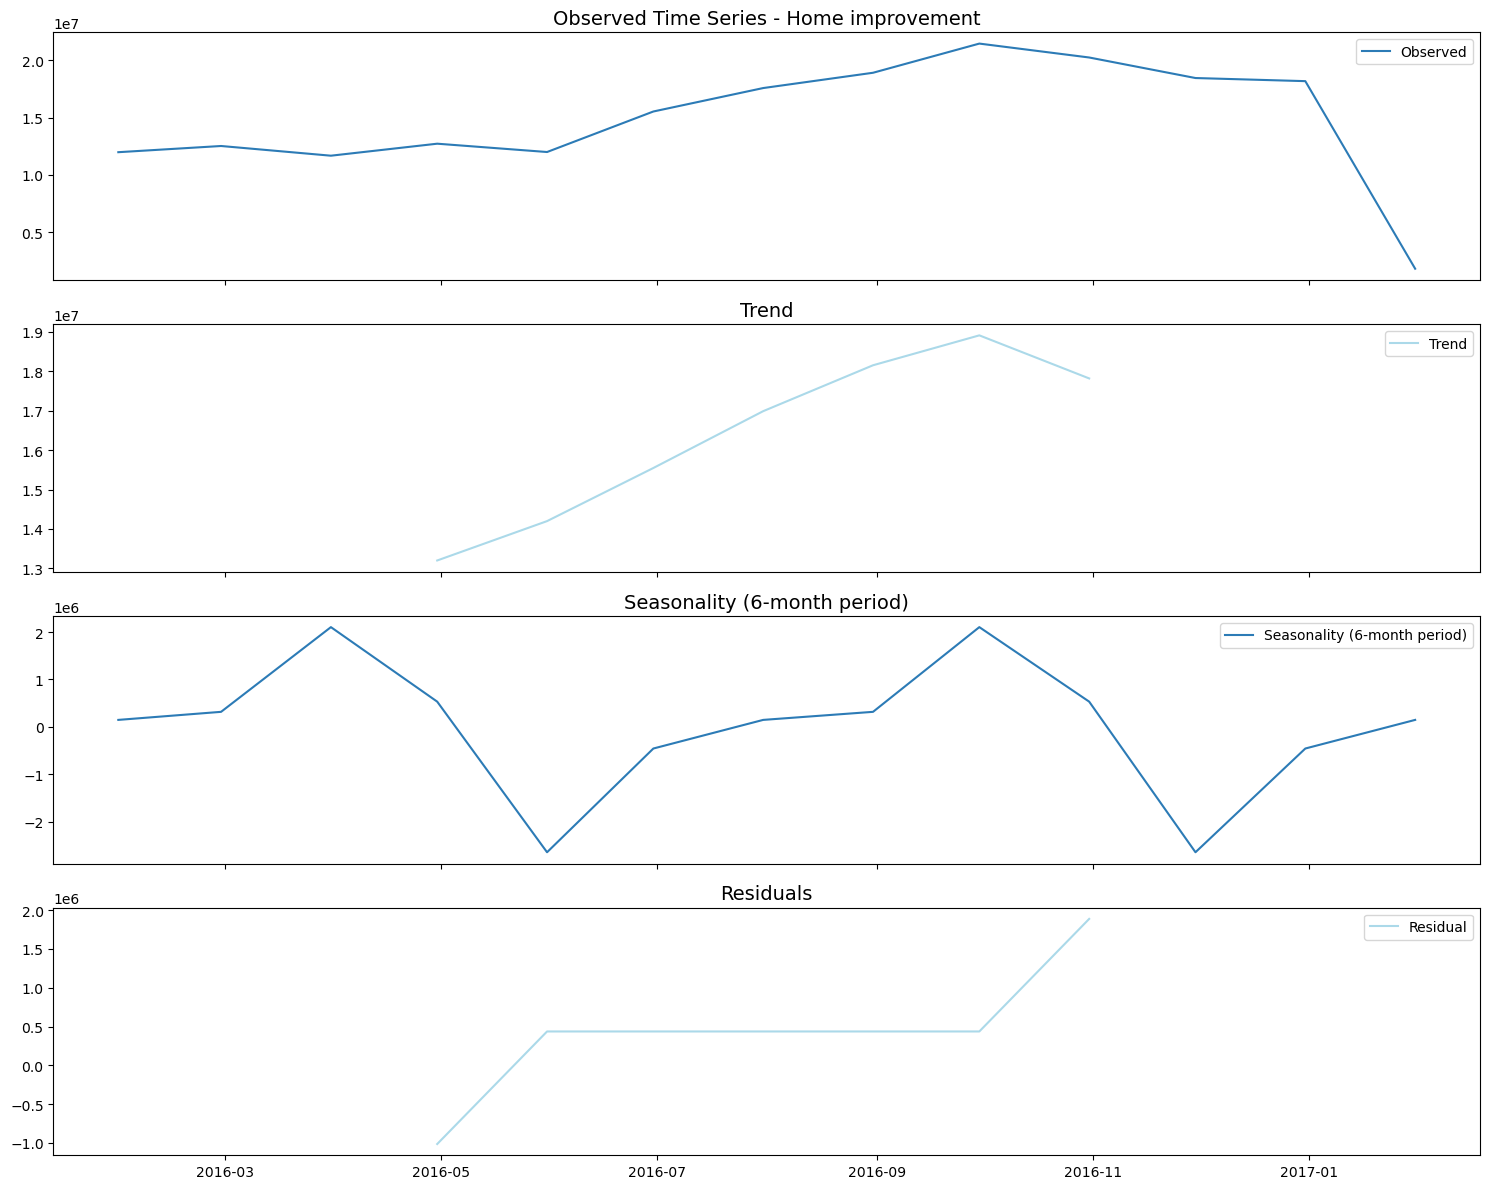 Observed Time Series - Home improvement
1e7
Observed
2.0
1.5
1.0
0.5
Trend
1e7
Trend
1.9
1.8
1.7
1.6
1.5
1.4
1.3
Seasonality (6-month period)
1e6
Seasonality (6-month period)
2
1
0
−1
−2
Residuals
1e6
Residual
2.0
1.5
1.0
0.5
0.0
−0.5
−1.0
2016-03 2016-05 2016-07 2016-09 2016-11 2017-01